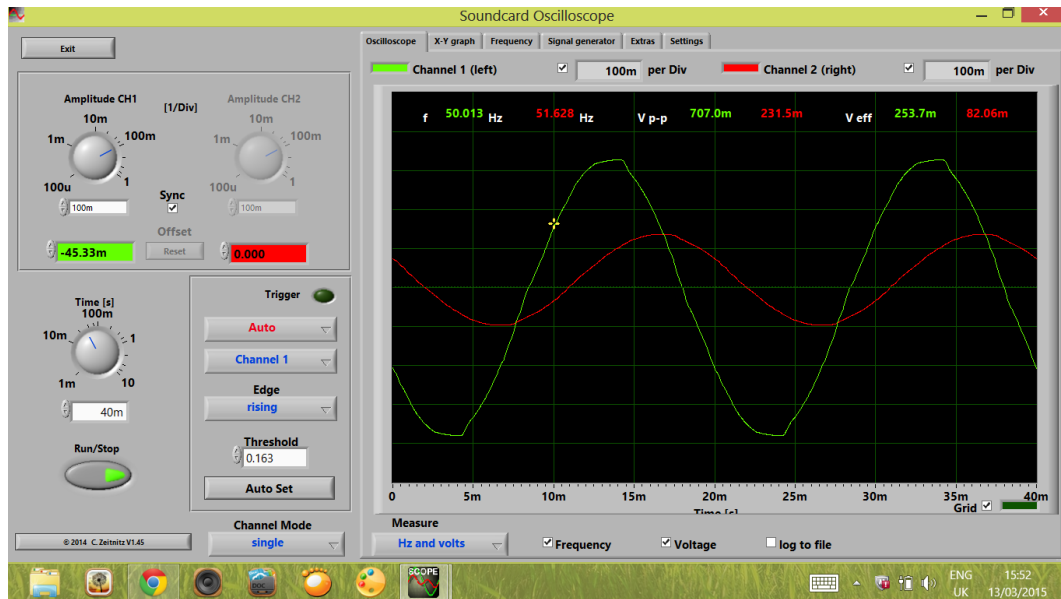 Soundcard Oscilloscope
Exit
Oscilloscope X-Y graph Frequency Signal generator Extras Settings
Channel 1 (left) 100m per Div Channel 2 (right) 100m per Div
Amplitude CH1 [1/Div] Amplitude CH2
10m 10m
1m 100m 1m 100m
100u 1 100u 1
Sync
100m 100m
Offset
-45.33m Reset 0.000
f 50.013 Hz 51.628 Hz V p-p 707.0m 231.5m V eff 253.7m 82.06m
Time [s]
100m
10m 1
1m 10
40m
Run/Stop
Trigger
Auto
Channel 1
Edge
rising
Threshold
0.163
Auto Set
Channel Mode
single
© 2014 C. Zeitnitz V1.45
0 5m 10m 15m 20m 25m 30m 35m 40m
Time [s]
Grid
Measure
Hz and volts Frequency Voltage log to file
DOC SCOPE
ENG 15:52
UK 13/03/2015